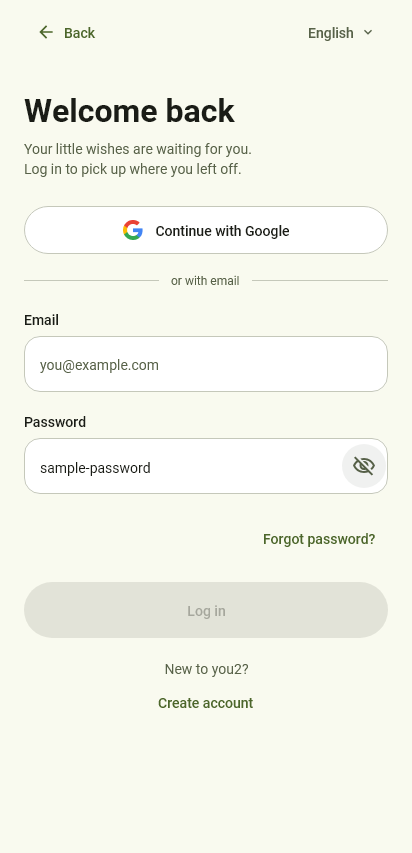 Back
English
Welcome back
Your little wishes are waiting for you.
Log in to pick up where you left off.
Continue with Google
or with email
Email
you@example.com
Password
sample-password
Forgot password?
Log in
New to you2?
Create account